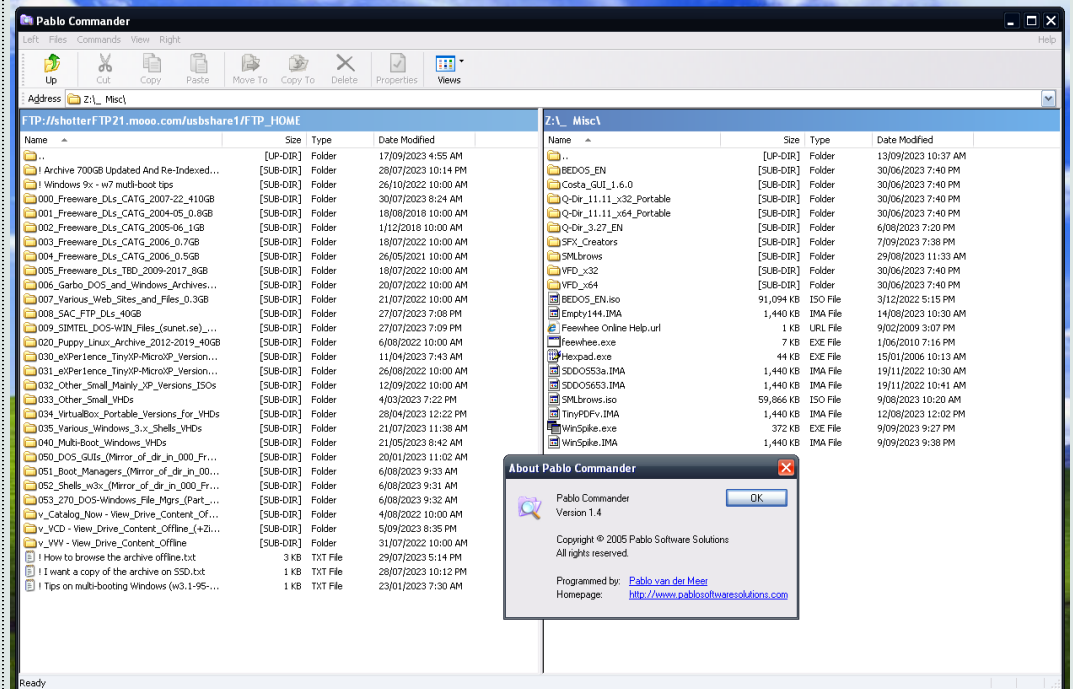 Pablo Commander
Left Files Commands View Right Help
Up Cut Copy Paste Move To Copy To Delete Properties Views
Address Z:\_ Misc\
FTP://shotterFTP21.mooo.com/usbshare1/FTP_HOME
Name Size Type Date Modified
.. [UP-DIR] Folder 17/09/2023 4:55 AM
! Archive 700GB Updated And Re-Indexed... [SUB-DIR] Folder 28/07/2023 10:14 PM
! Windows 9x - w7 mutli-boot tips [SUB-DIR] Folder 26/10/2022 10:00 AM
000_Freeware_DLs_CATG_2007-22_410GB [SUB-DIR] Folder 30/07/2023 8:24 AM
001_Freeware_DLs_CATG_2004-05_0.8GB [SUB-DIR] Folder 18/08/2018 10:00 AM
002_Freeware_DLs_CATG_2005-06_1GB [SUB-DIR] Folder 1/12/2018 10:00 AM
003_Freeware_DLs_CATG_2006_0.7GB [SUB-DIR] Folder 18/07/2022 10:00 AM
004_Freeware_DLs_CATG_2006_0.5GB [SUB-DIR] Folder 26/05/2021 10:00 AM
005_Freeware_DLs_TBD_2009-2017_8GB [SUB-DIR] Folder 18/07/2022 10:00 AM
006_Garbo_DOS_and_Windows_Archives... [SUB-DIR] Folder 20/07/2022 10:00 AM
007_Various_Web_Sites_and_Files_0.3GB [SUB-DIR] Folder 21/07/2022 10:00 AM
008_SAC_FTP_DLs_40GB [SUB-DIR] Folder 27/07/2023 7:08 PM
009_SIMTEL_DOS-WIN_Files_(sunet.se)_... [SUB-DIR] Folder 27/07/2023 7:09 PM
020_Puppy_Linux_Archive_2012-2019_40GB [SUB-DIR] Folder 6/08/2022 10:00 AM
030_eXPer1ence_TinyXP-MicroXP_Version... [SUB-DIR] Folder 11/04/2023 7:43 AM
031_eXPer1ence_TinyXP-MicroXP_Version... [SUB-DIR] Folder 26/08/2022 10:00 AM
032_Other_Small_Mainly_XP_Versions_ISOs [SUB-DIR] Folder 12/09/2022 10:00 AM
033_Other_Small_VHDs [SUB-DIR] Folder 4/03/2023 7:22 PM
034_VirtualBox_Portable_Versions_for_VHDs [SUB-DIR] Folder 28/04/2023 12:22 PM
035_Various_Windows_3.x_Shells_VHDs [SUB-DIR] Folder 21/07/2023 11:38 AM
040_Multi-Boot_Windows_VHDs [SUB-DIR] Folder 21/05/2023 8:42 AM
050_DOS_GUIs_(Mirror_of_dir_in_000_Fr... [SUB-DIR] Folder 20/01/2023 11:02 AM
051_Boot_Managers_(Mirror_of_dir_in_00... [SUB-DIR] Folder 6/08/2023 9:33 AM
052_Shells_w3x_(Mirror_of_dir_in_000_Fr... [SUB-DIR] Folder 6/08/2023 9:31 AM
053_270_DOS-Windows_File_Mgrs_(Part_... [SUB-DIR] Folder 6/08/2023 9:32 AM
v_Catalog_Now - View_Drive_Content_Of... [SUB-DIR] Folder 4/08/2022 10:00 AM
v_VCD - View_Drive_Content_Offline_(+Zi... [SUB-DIR] Folder 5/09/2023 8:35 PM
v_VVV - View_Drive_Content_Offline [SUB-DIR] Folder 31/07/2022 10:00 AM
! How to browse the archive offline.txt 3 KB TXT File 29/07/2023 5:14 PM
! I want a copy of the archive on SSD.txt 1 KB TXT File 28/07/2023 10:12 PM
! Tips on multi-booting Windows (w3.1-95-... 1 KB TXT File 23/01/2023 7:30 AM
Z:\_ Misc\
Name Size Type Date Modified
.. [UP-DIR] Folder 13/09/2023 10:37 AM
BEDOS_EN [SUB-DIR] Folder 30/06/2023 7:40 PM
Costa_GUI_1.6.0 [SUB-DIR] Folder 30/06/2023 7:40 PM
Q-Dir_11.11_x32_Portable [SUB-DIR] Folder 30/06/2023 7:40 PM
Q-Dir_11.11_x64_Portable [SUB-DIR] Folder 30/06/2023 7:40 PM
Q-Dir_3.27_EN [SUB-DIR] Folder 6/08/2023 7:20 PM
SFX_Creators [SUB-DIR] Folder 7/09/2023 7:38 PM
SMLbrows [SUB-DIR] Folder 29/08/2023 11:33 AM
VFD_x32 [SUB-DIR] Folder 30/06/2023 7:40 PM
VFD_x64 [SUB-DIR] Folder 30/06/2023 7:40 PM
BEDOS_EN.iso 91,094 KB ISO File 3/12/2022 5:15 PM
Empty144.IMA 1,440 KB IMA File 14/08/2023 10:30 AM
Feewhee Online Help.url 1 KB URL File 9/02/2009 3:07 PM
feewhee.exe 7 KB EXE File 1/06/2010 7:16 PM
Hexpad.exe 44 KB EXE File 15/01/2006 10:13 AM
SDDOS53a.IMA 1,440 KB IMA File 19/11/2022 10:30 AM
SDDOS653.IMA 1,440 KB IMA File 19/11/2022 10:41 AM
SMLbrows.iso 59,866 KB ISO File 9/08/2023 10:20 AM
TinyPDFv.IMA 1,440 KB IMA File 12/08/2023 12:02 PM
WinSpike.exe 372 KB EXE File 9/09/2023 9:27 PM
WinSpike.IMA 1,440 KB IMA File 9/09/2023 9:38 PM
About Pablo Commander
Pablo Commander
OK
Version 1.4
Copyright © 2005 Pablo Software Solutions
All rights reserved.
Programmed by: Pablo van der Meer
Homepage: http://www.pablosoftwaresolutions.com
Ready